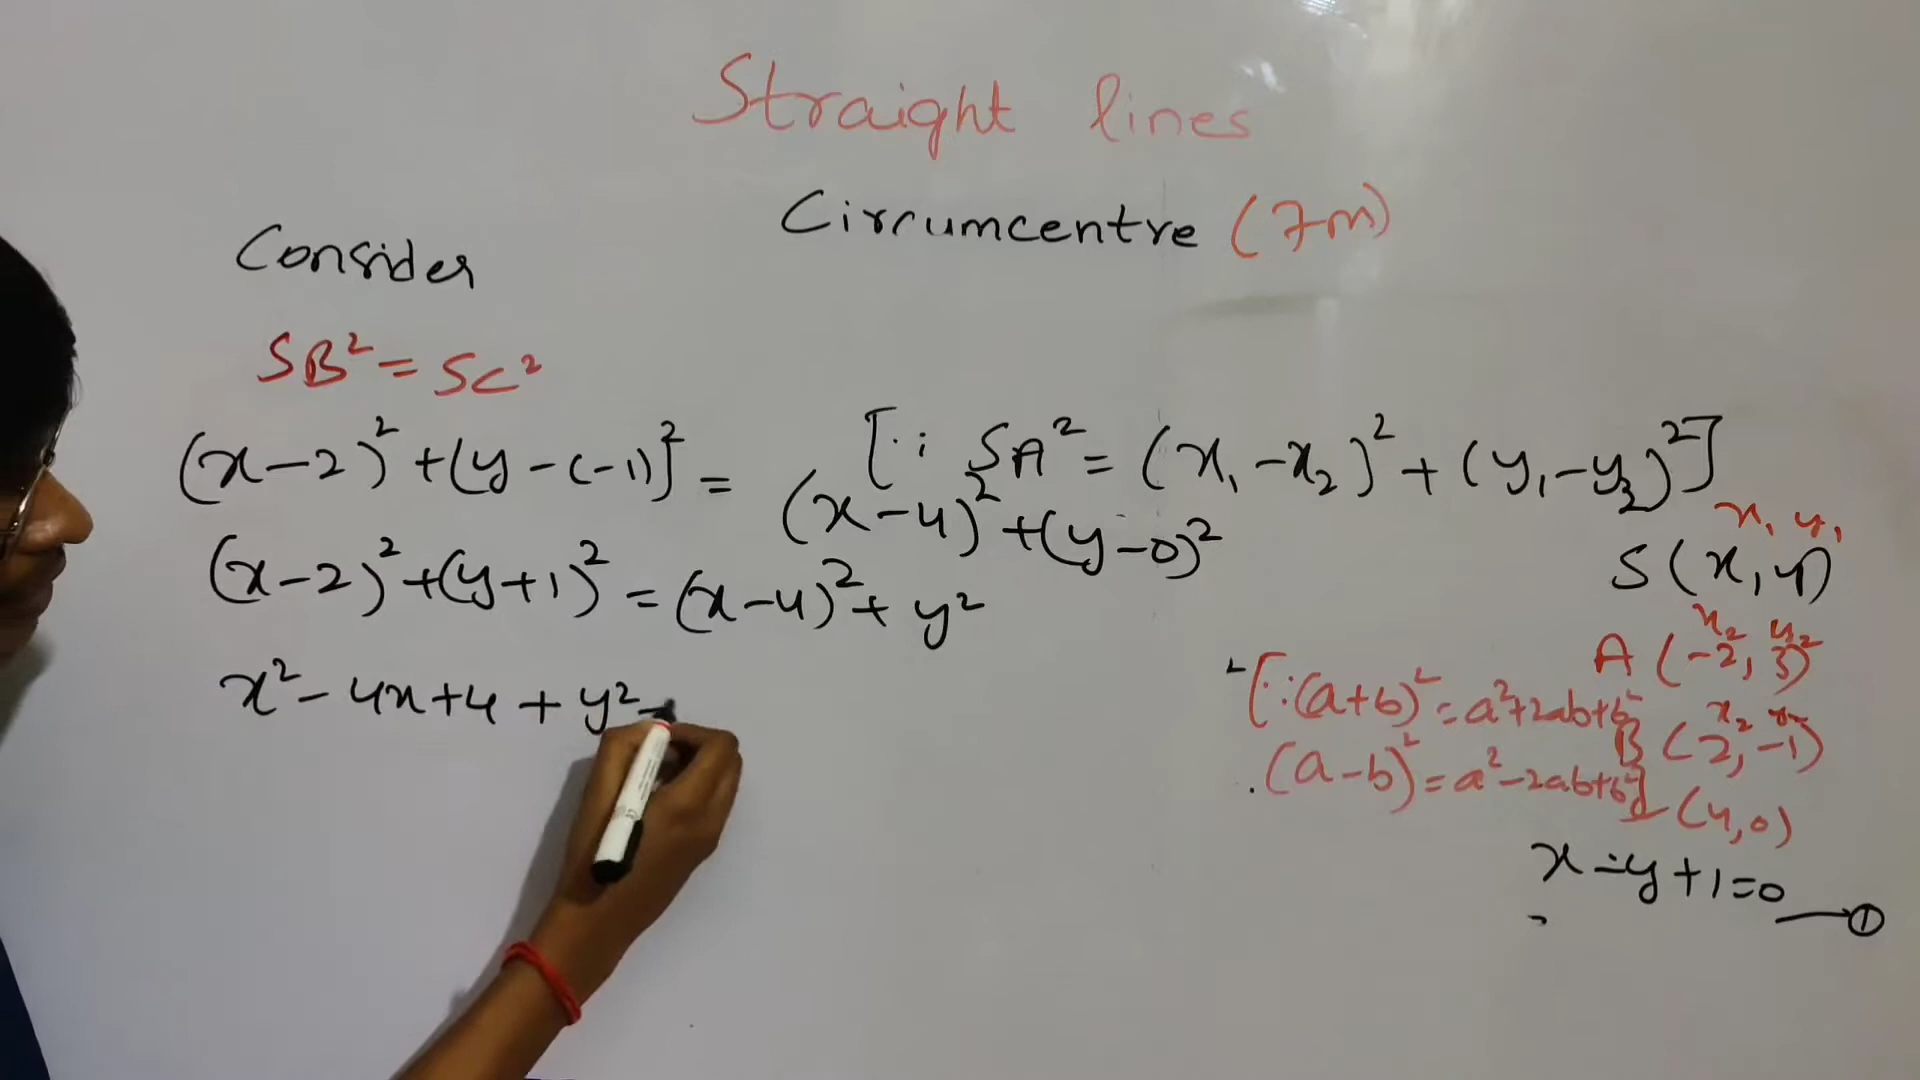 Straight lines
Circumcentre (7m)
Consider
SB² = SC²
(x-2)² + (y-(-1)]² = (x-4)² + (y-0)²
[∵ SA² = (x₁-x₂)² + (y₁-y₂)²]
(x-2)² + (y+1)² = (x-4)² + y²
x² - 4x + 4 + y² +
x₁ y₁
S(x, y)
x₂ y₂
A (-2, 3)
[∵ (a+b)² = a²+2ab+b²
x₂ y₂
B (2, -1)
(a-b)² = a²-2ab+b²]
(4, 0)
x - y + 1 = 0
①